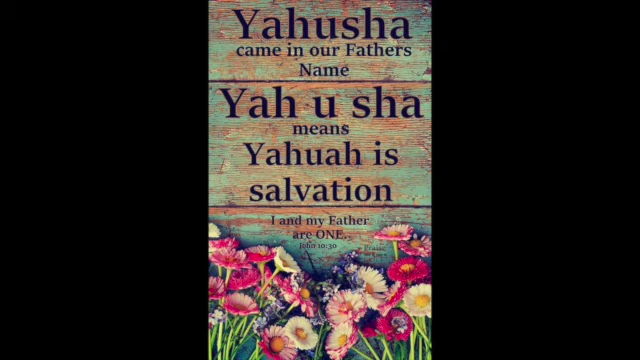 Yahusha
came in our Fathers
Name
Yah u sha
means
Yahuah is
salvation
I and my Father
are ONE.
John 10:30
Praise